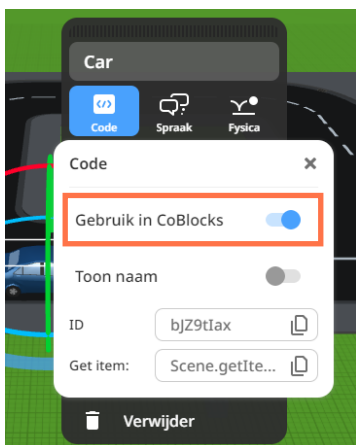 Car
Code Spraak Fysica
Code
Gebruik in CoBlocks
Toon naam
ID bJZ9tIax
Get item: Scene.getIte...
Verwijder